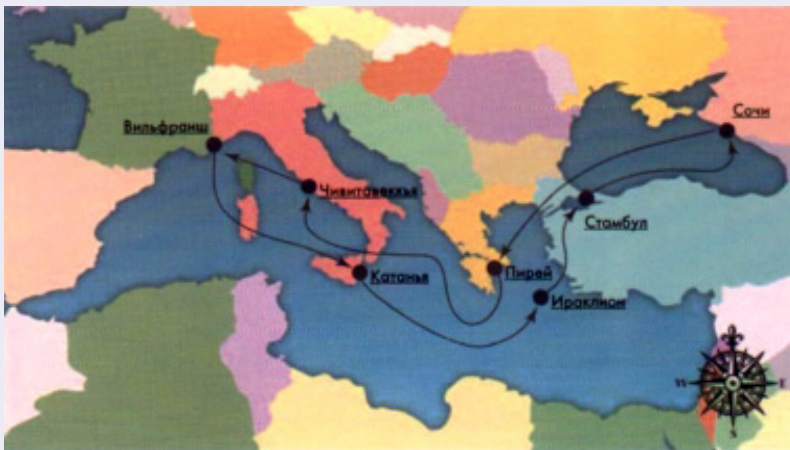 Сочи
Вильфранш
Чивитавеккья
Стамбул
Катанья
Пирей
Ираклион
W
E
S